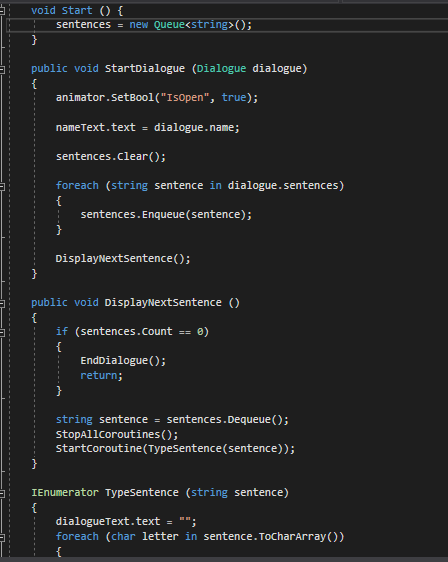 void Start () {
sentences = new Queue<string>();
}
public void StartDialogue (Dialogue dialogue)
{
animator.SetBool("IsOpen", true);
nameText.text = dialogue.name;
sentences.Clear();
foreach (string sentence in dialogue.sentences)
{
sentences.Enqueue(sentence);
}
DisplayNextSentence();
}
public void DisplayNextSentence ()
{
if (sentences.Count == 0)
{
EndDialogue();
return;
}
string sentence = sentences.Dequeue();
StopAllCoroutines();
StartCoroutine(TypeSentence(sentence));
}
IEnumerator TypeSentence (string sentence)
{
dialogueText.text = "";
foreach (char letter in sentence.ToCharArray())
{